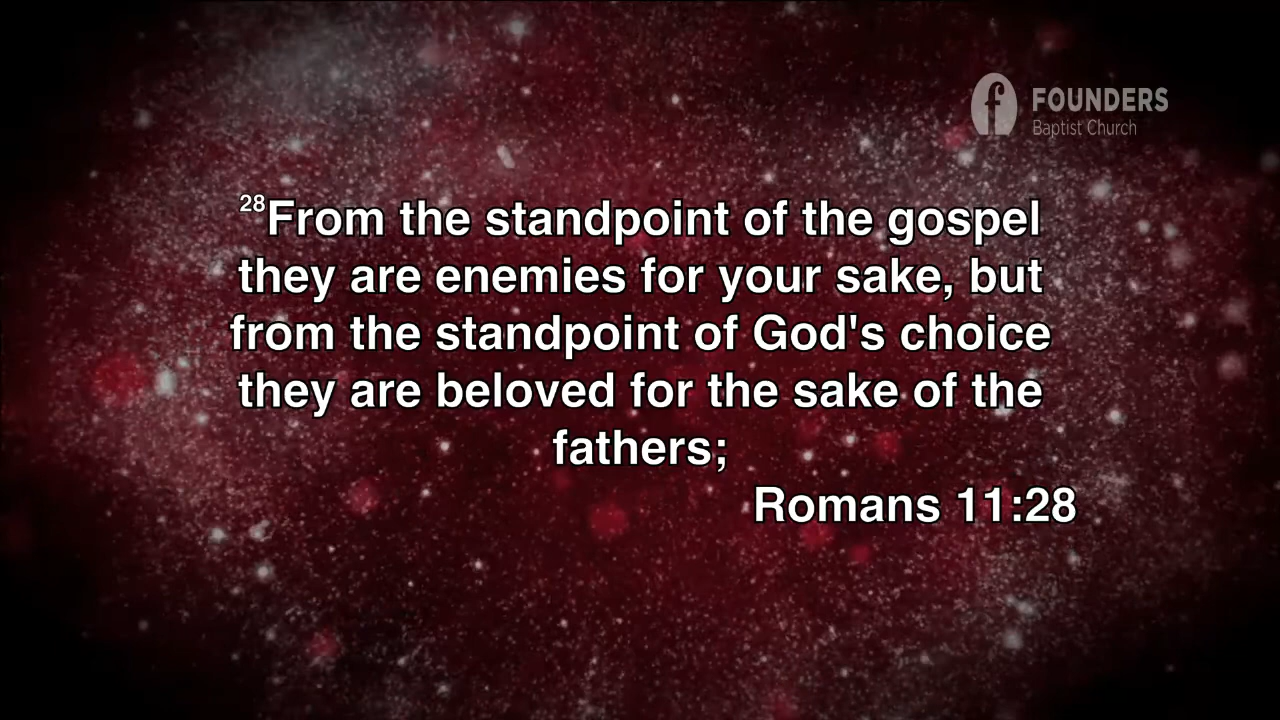 FOUNDERS
Baptist Church
28From the standpoint of the gospel
they are enemies for your sake, but
from the standpoint of God's choice
they are beloved for the sake of the
fathers;
Romans 11:28